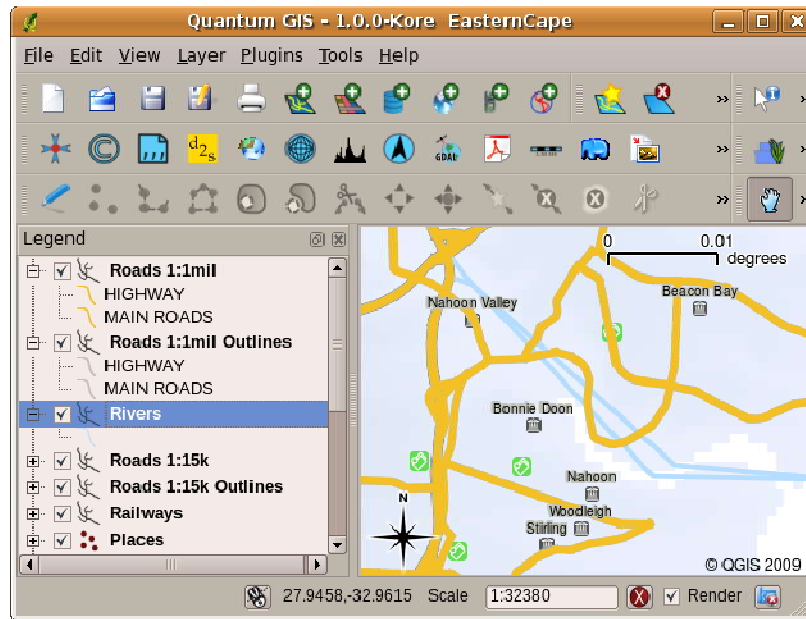 Quantum GIS - 1.0.0-Kore EasternCape
File Edit View Layer Plugins Tools Help
d2s
GDAL
Legend
Roads 1:1mil
HIGHWAY
MAIN ROADS
Roads 1:1mil Outlines
HIGHWAY
MAIN ROADS
Rivers
Roads 1:15k
Roads 1:15k Outlines
Railways
Places
0 0.01
degrees
Beacon Bay
Nahoon Valley
Bonnie Doon
Nahoon
Woodleigh
Stirling
N
© QGIS 2009
27.9458,-32.9615 Scale 1:32380 Render